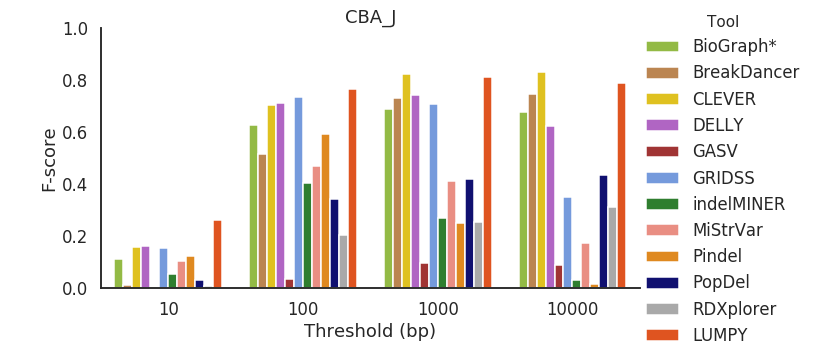 CBA_J
Tool
BioGraph*
BreakDancer
CLEVER
DELLY
GASV
GRIDSS
indelMINER
MiStrVar
Pindel
PopDel
RDXplorer
LUMPY
F-score
1.0
0.8
0.6
0.4
0.2
0.0
10 100 1000 10000
Threshold (bp)